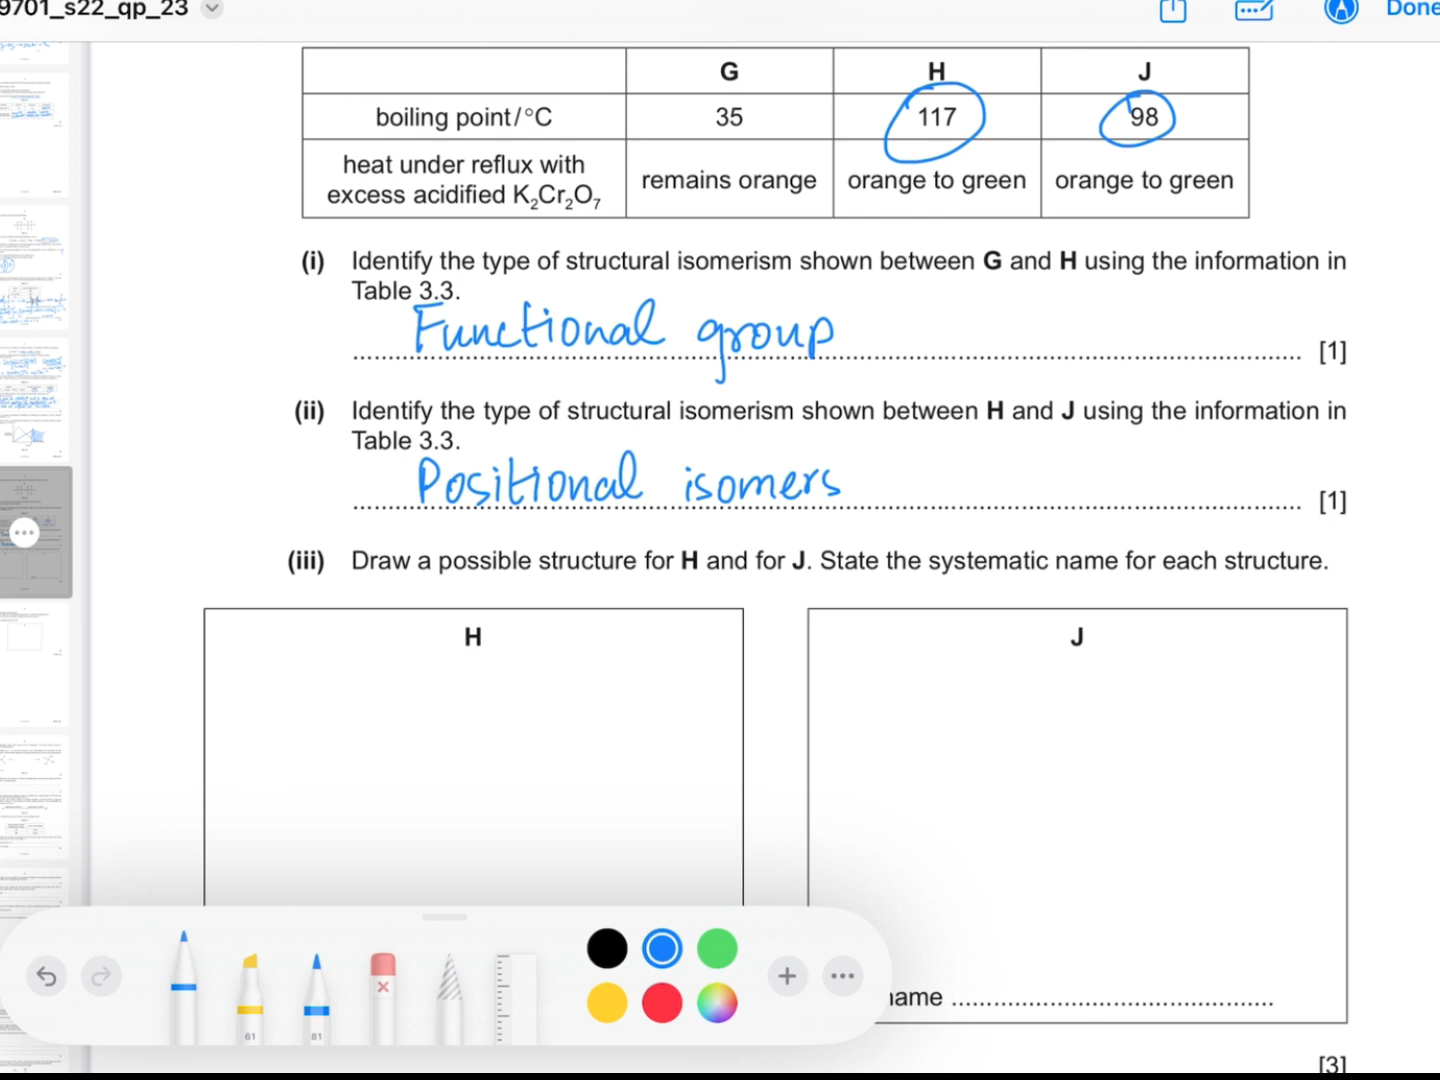 9701_s22_qp_23
Done
G H J
boiling point/°C 35 117 98
heat under reflux with
excess acidified K₂Cr₂O₇ remains orange orange to green orange to green
(i) Identify the type of structural isomerism shown between G and H using the information in
Table 3.3.
Functional group
[1]
(ii) Identify the type of structural isomerism shown between H and J using the information in
Table 3.3.
Positional isomers
[1]
(iii) Draw a possible structure for H and for J. State the systematic name for each structure.
H J
61 81
name
[3]